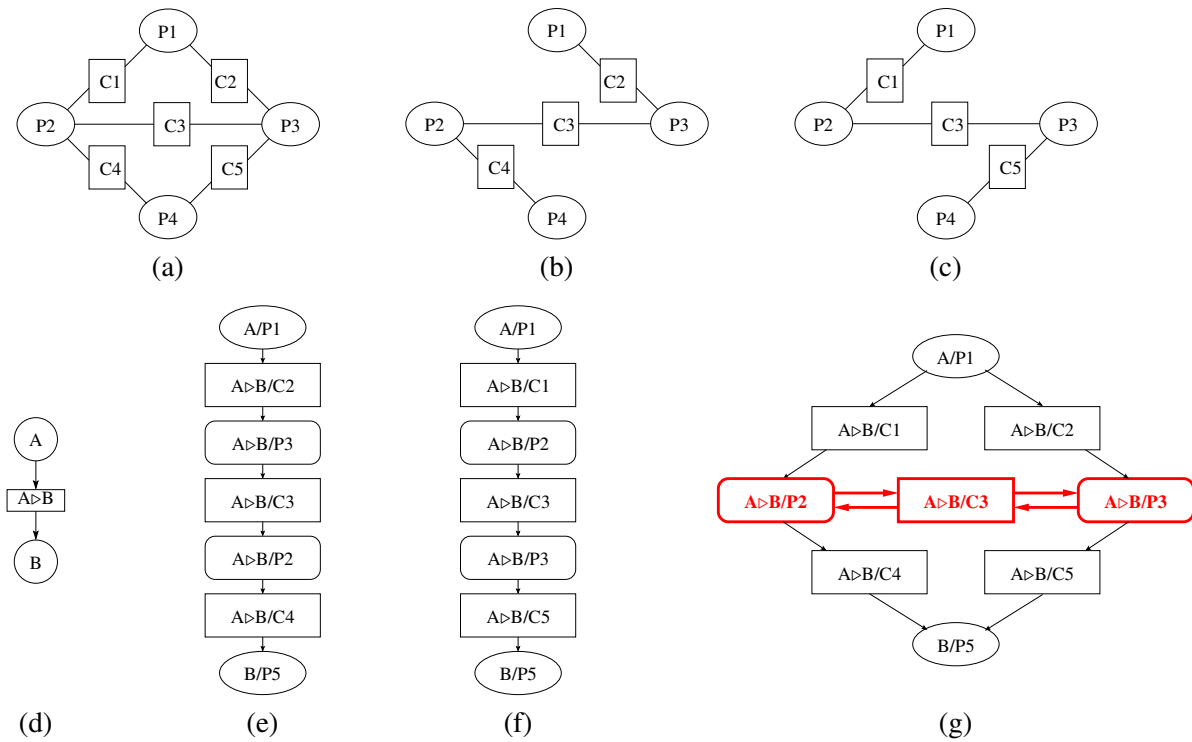 P1
C1
C2
P2
C3
P3
C4
C5
P4
(a)
P1
C2
P2
C3
P3
C4
P4
(b)
P1
C1
P2
C3
P3
C5
P4
(c)
A
A▷B
B
(d)
A/P1
A▷B/C2
A▷B/P3
A▷B/C3
A▷B/P2
A▷B/C4
B/P5
(e)
A/P1
A▷B/C1
A▷B/P2
A▷B/C3
A▷B/P3
A▷B/C5
B/P5
(f)
A/P1
A▷B/C1
A▷B/C2
A▷B/P2
A▷B/C3
A▷B/P3
A▷B/C4
A▷B/C5
B/P5
(g)